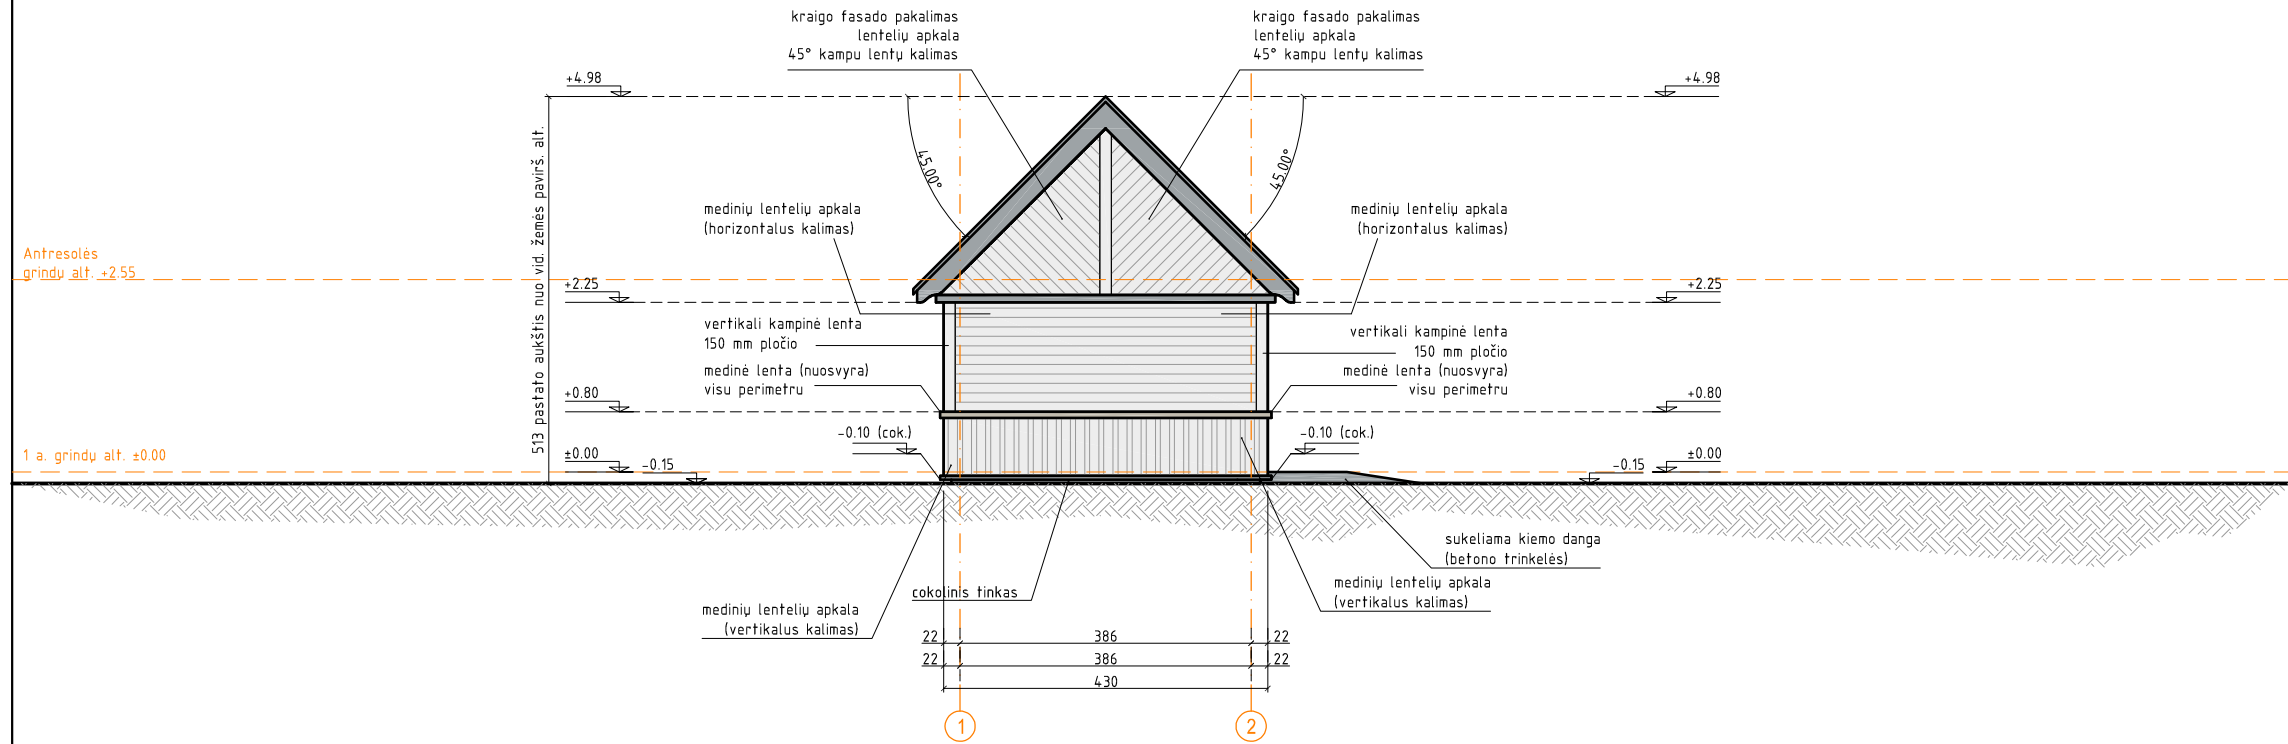 kraigo fasado pakalimas
lentelių apkala
45° kampu lentų kalimas
kraigo fasado pakalimas
lentelių apkala
45° kampu lentų kalimas
+4.98
+4.98
45.00°
45.00°
513 pastato aukštis nuo vid. žemės pavirš. alt.
medinių lentelių apkala
(horizontalus kalimas)
medinių lentelių apkala
(horizontalus kalimas)
Antresolės
grindų alt. +2.55
+2.25
+2.25
vertikali kampinė lenta
150 mm pločio
vertikali kampinė lenta
150 mm pločio
medinė lenta (nuosvyra)
visu perimetru
medinė lenta (nuosvyra)
visu perimetru
+0.80
+0.80
-0.10 (cok.)
-0.10 (cok.)
1 a. grindų alt. ±0.00
±0.00
-0.15
-0.15
±0.00
sukeliama kiemo danga
(betono trinkelės)
cokolinis tinkas
medinių lentelių apkala
(vertikalus kalimas)
medinių lentelių apkala
(vertikalus kalimas)
22 386 22
22 386 22
430
1 2